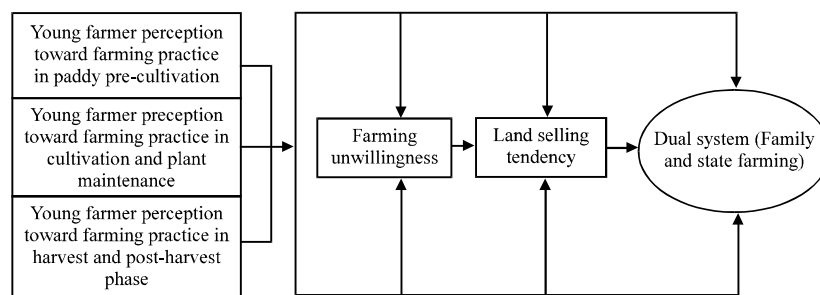 Young farmer perception
toward farming practice
in paddy pre-cultivation
Young farmer preception
toward farming practice in
cultivation and plant
maintenance
Young farmer perception
toward farming practice in
harvest and post-harvest
phase
Farming
unwillingness
Land selling
tendency
Dual system (Family
and state farming)